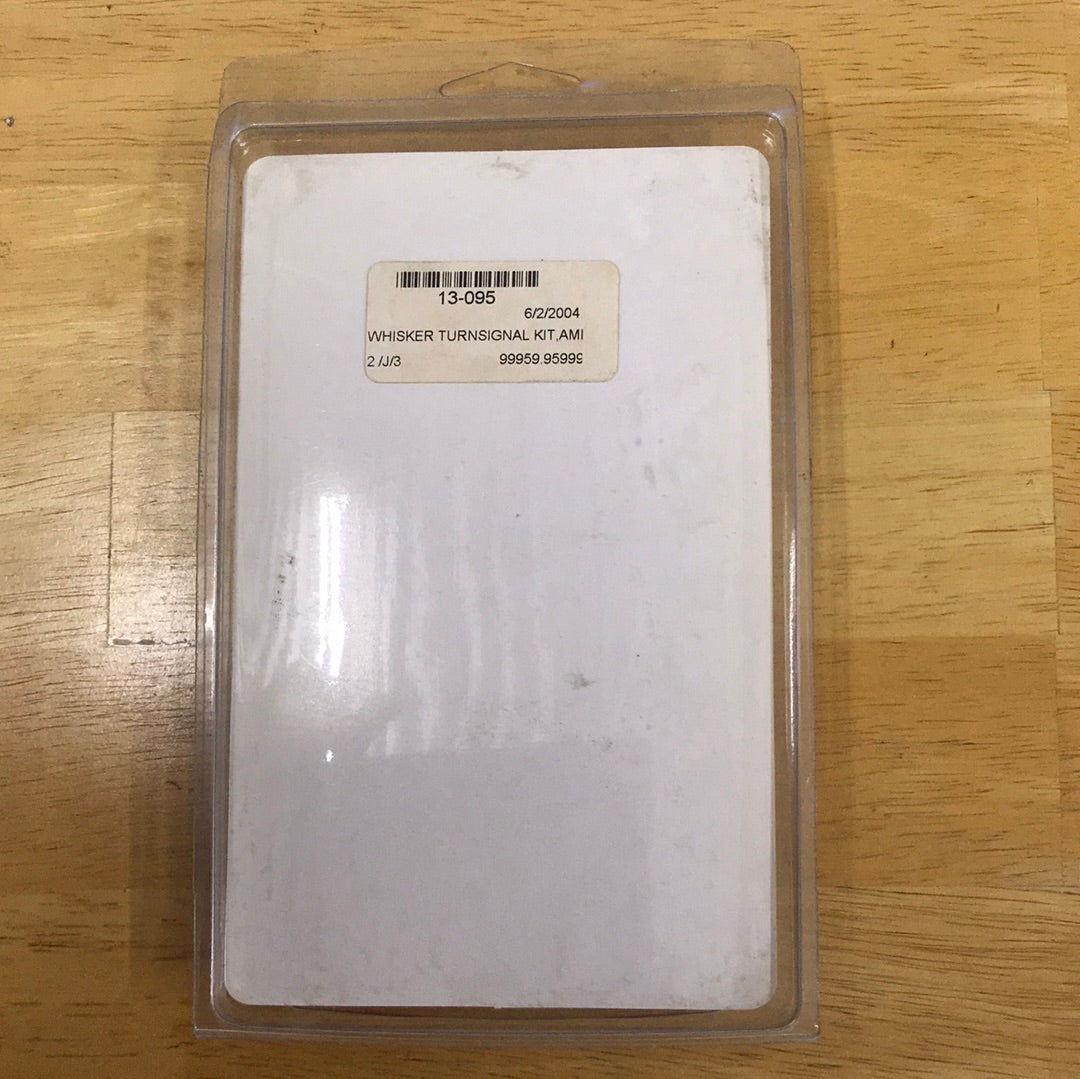 13-095
6/2/2004
WHISKER TURNSIGNAL KIT,AMI
2 /J/3 99959.95999